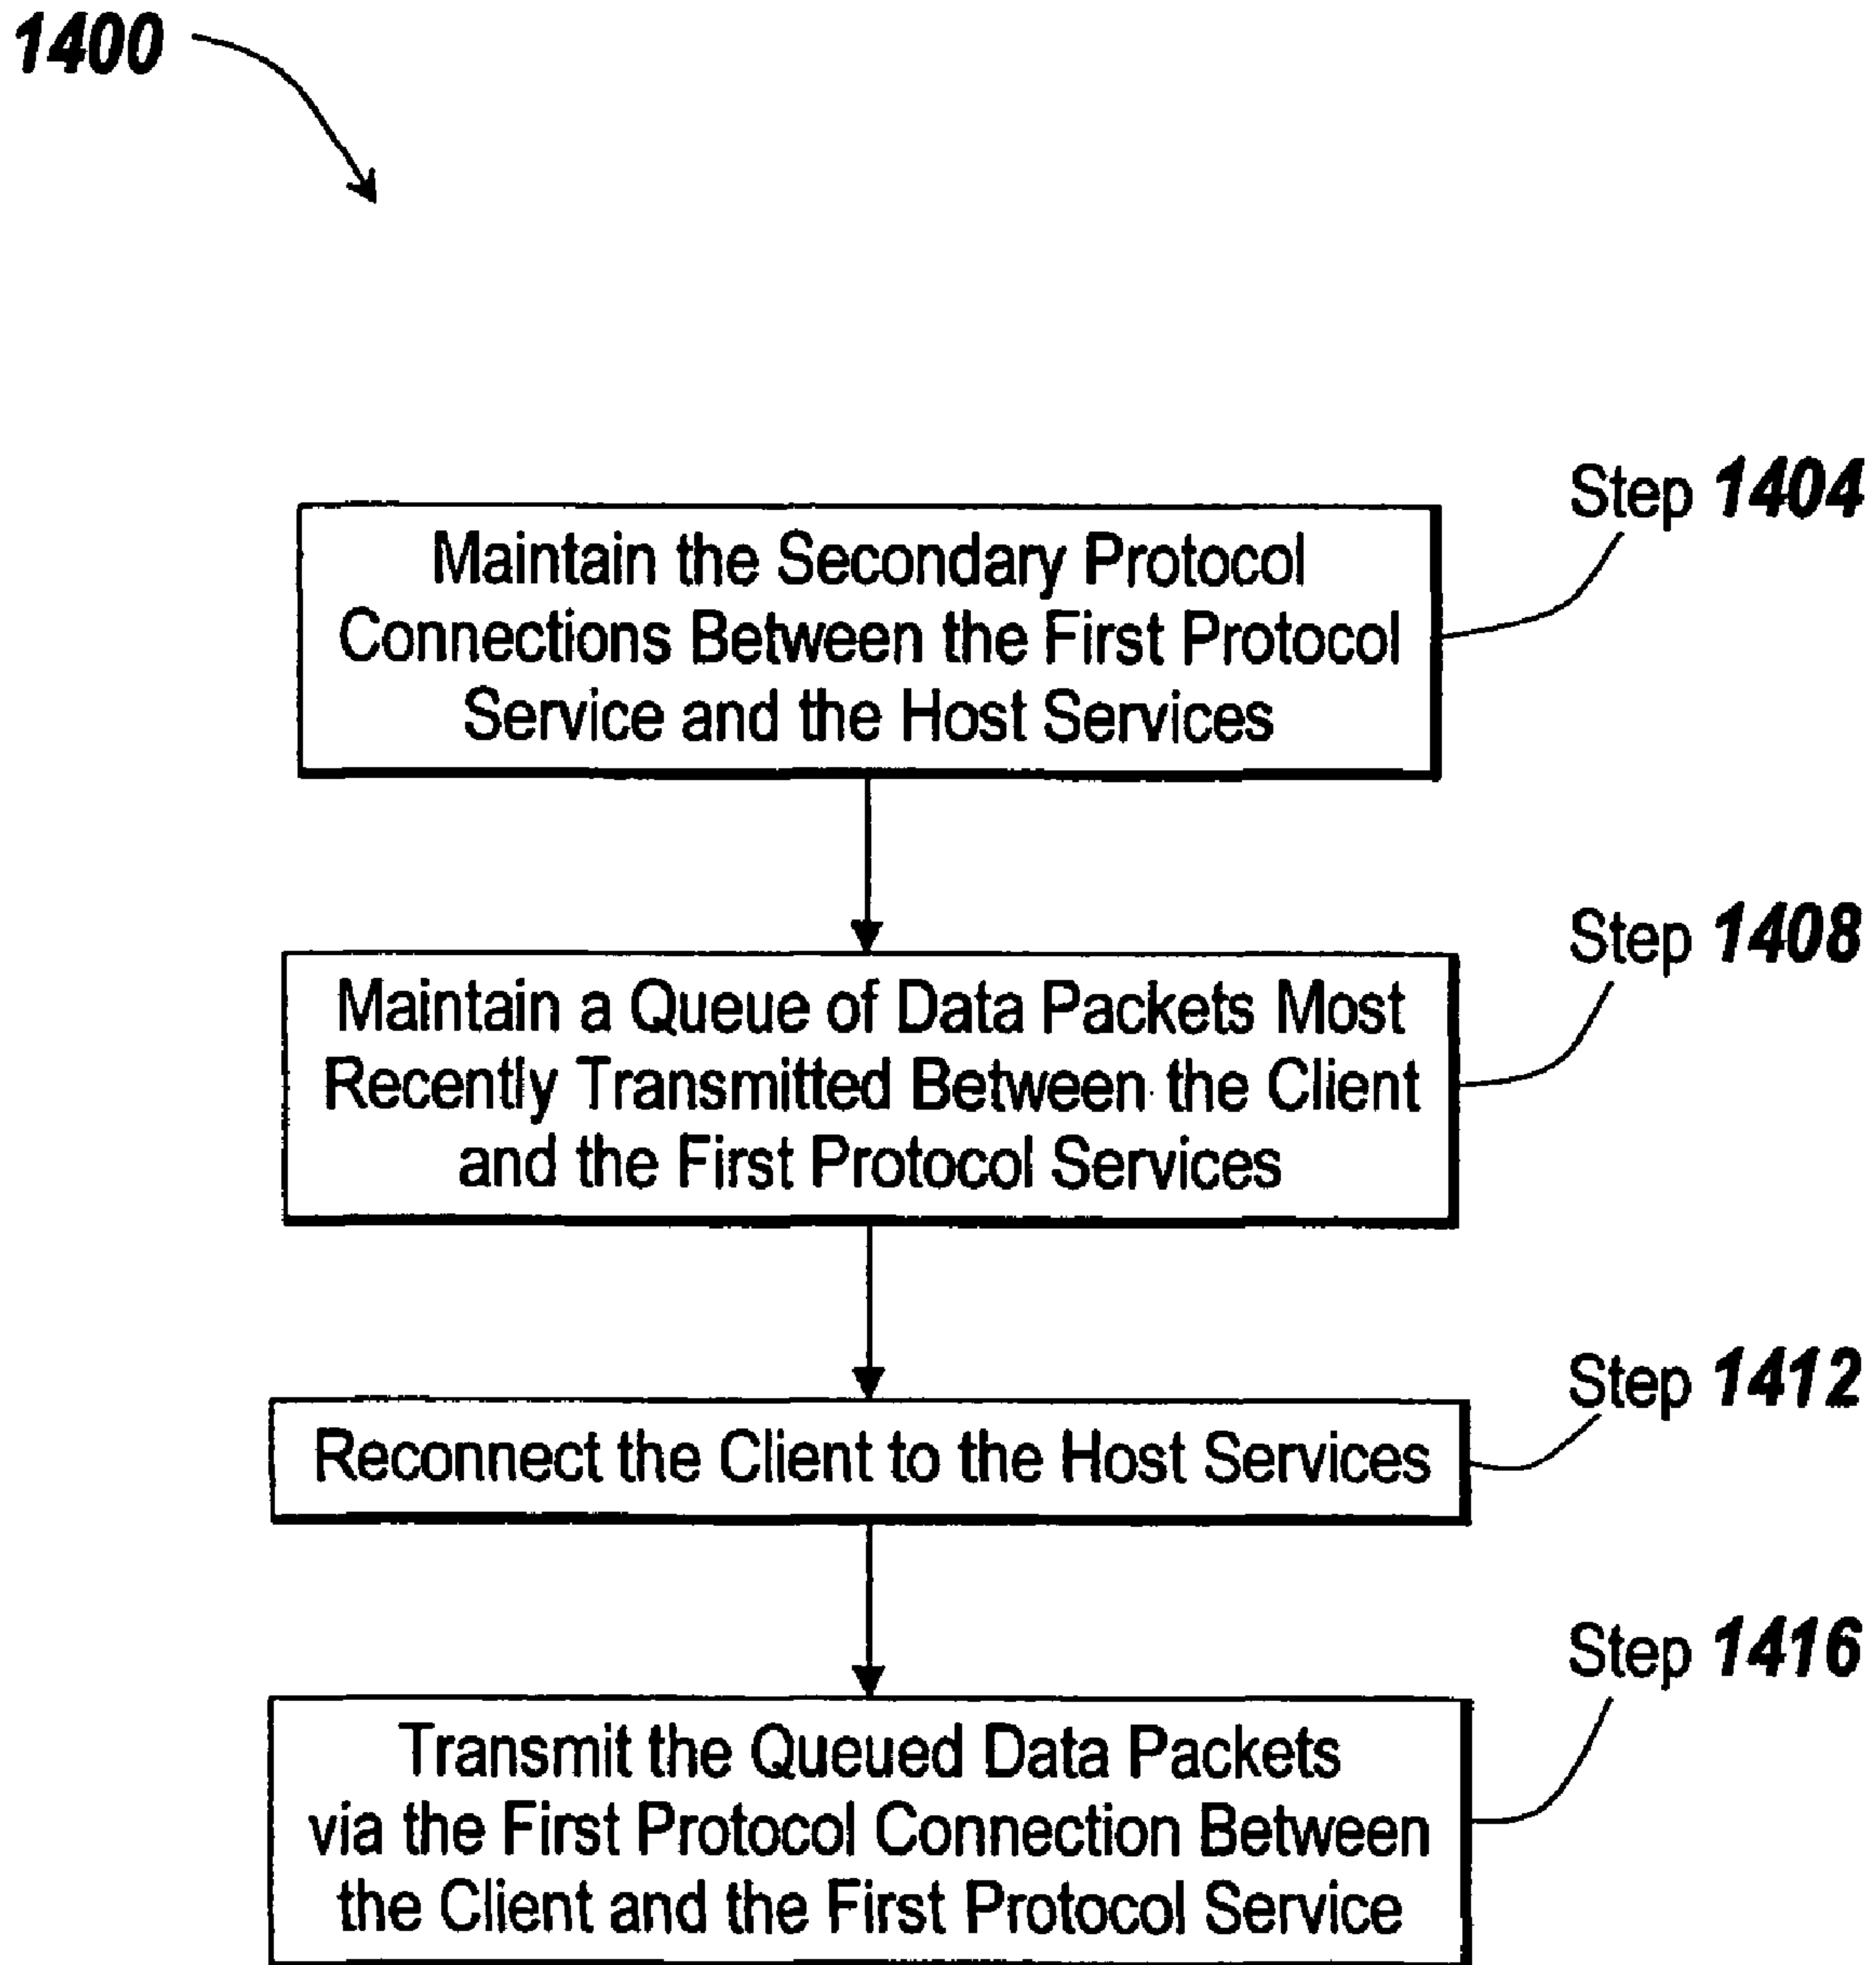 1400
Step 1404
Maintain the Secondary Protocol
Connections Between the First Protocol
Service and the Host Services
Step 1408
Maintain a Queue of Data Packets Most
Recently Transmitted Between the Client
and the First Protocol Services
Step 1412
Reconnect the Client to the Host Services
Step 1416
Transmit the Queued Data Packets
via the First Protocol Connection Between
the Client and the First Protocol Service